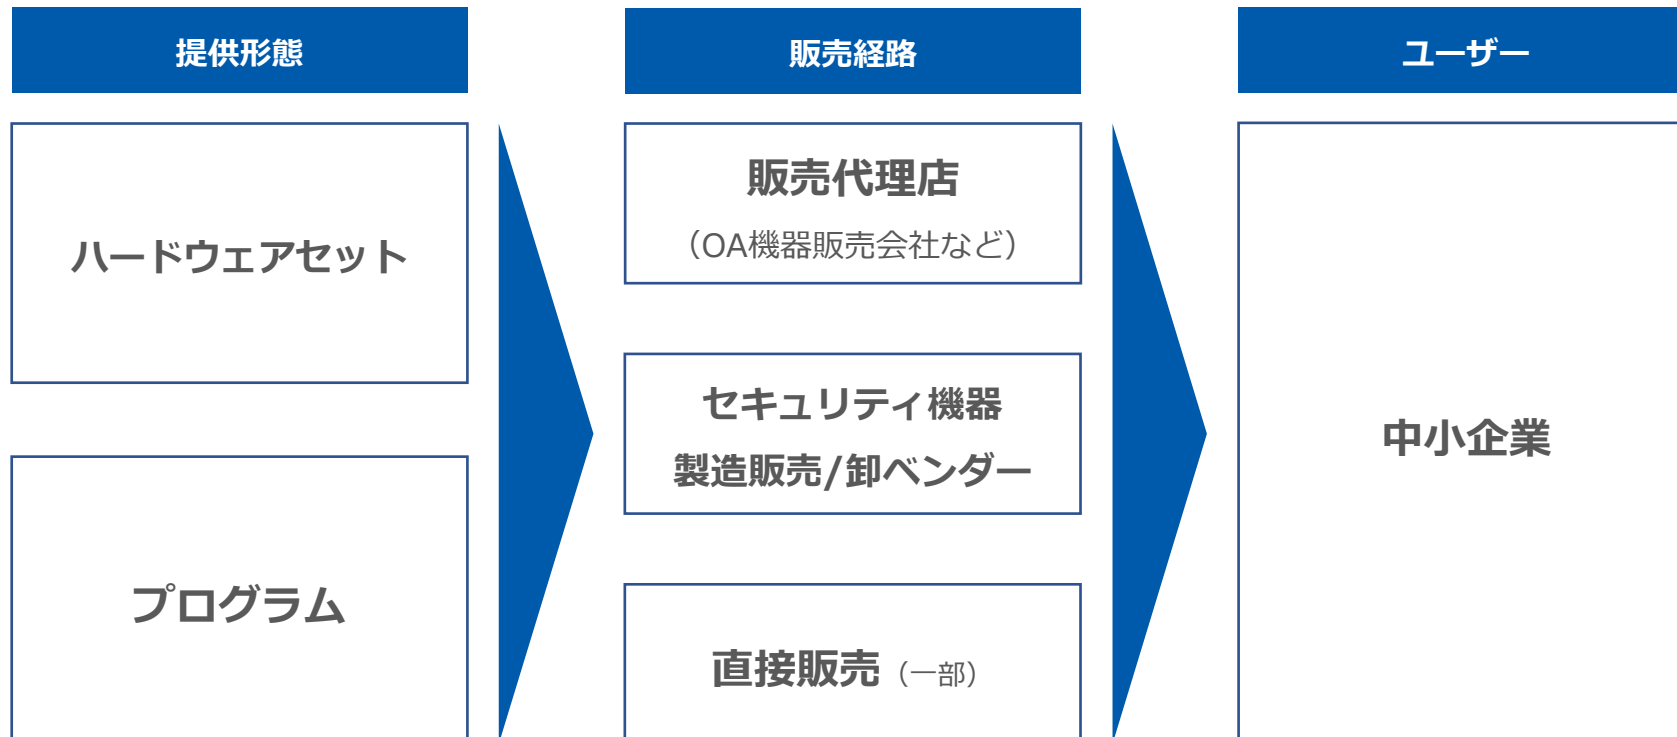 提供形態
ハードウェアセット
プログラム
販売経路
販売代理店
（OA機器販売会社など）
セキュリティ機器
製造販売/卸ベンダー
直接販売（一部）
ユーザー
中小企業